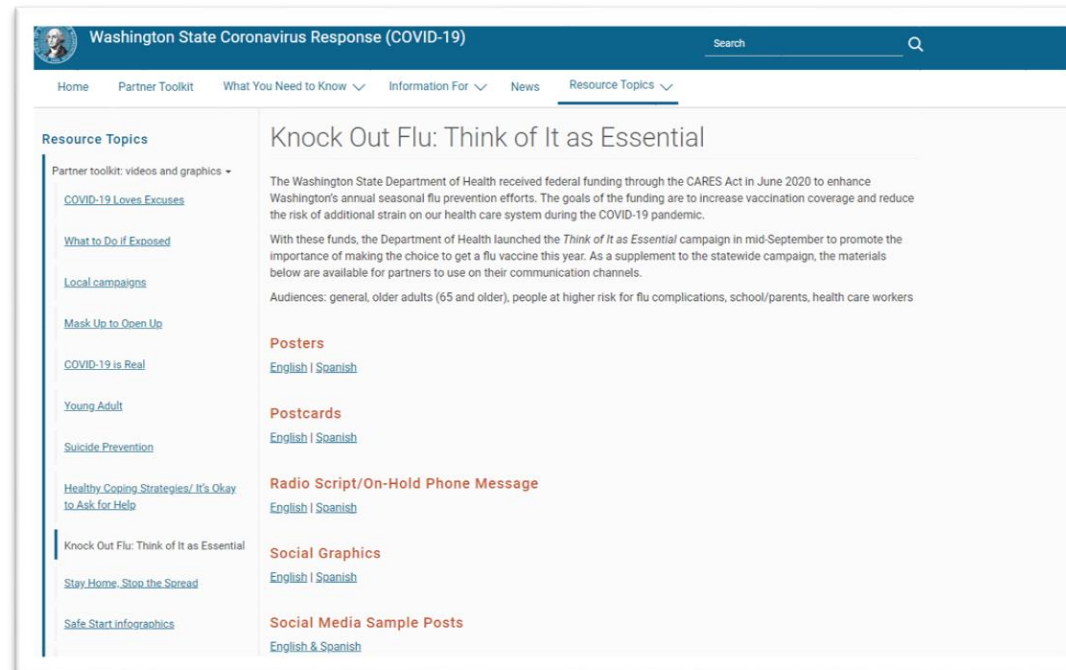 Washington State Coronavirus Response (COVID-19)
Search
Home Partner Toolkit What You Need to Know Information For News Resource Topics
Resource Topics
Partner toolkit: videos and graphics
COVID-19 Loves Excuses
What to Do if Exposed
Local campaigns
Mask Up to Open Up
COVID-19 is Real
Young Adult
Suicide Prevention
Healthy Coping Strategies/ It's Okay
to Ask for Help
Knock Out Flu: Think of It as Essential
Stay Home, Stop the Spread
Safe Start infographics
Knock Out Flu: Think of It as Essential
The Washington State Department of Health received federal funding through the CARES Act in June 2020 to enhance
Washington's annual seasonal flu prevention efforts. The goals of the funding are to increase vaccination coverage and reduce
the risk of additional strain on our health care system during the COVID-19 pandemic.
With these funds, the Department of Health launched the Think of It as Essential campaign in mid-September to promote the
importance of making the choice to get a flu vaccine this year. As a supplement to the statewide campaign, the materials
below are available for partners to use on their communication channels.
Audiences: general, older adults (65 and older), people at higher risk for flu complications, school/parents, health care workers
Posters
English | Spanish
Postcards
English | Spanish
Radio Script/On-Hold Phone Message
English | Spanish
Social Graphics
English | Spanish
Social Media Sample Posts
English & Spanish